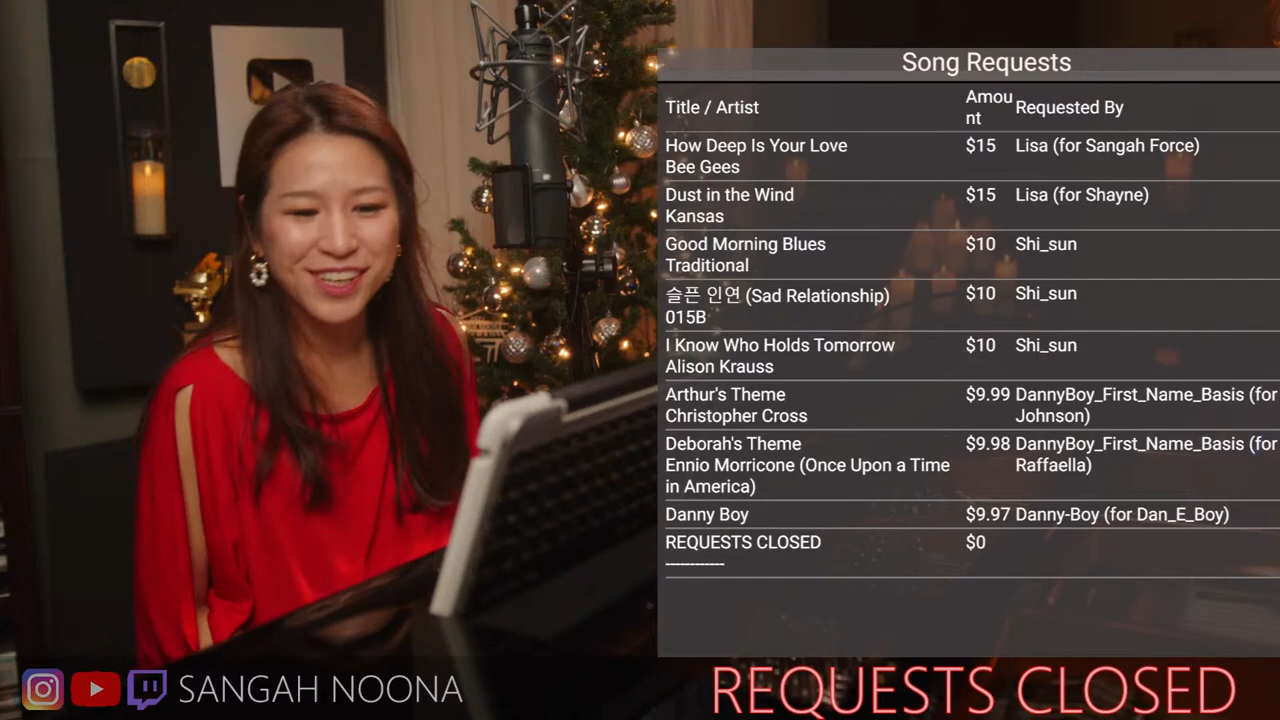 Song Requests
Title / Artist Amou Requested By
nt
How Deep Is Your Love $15 Lisa (for Sangah Force)
Bee Gees
Dust in the Wind $15 Lisa (for Shayne)
Kansas
Good Morning Blues $10 Shi_sun
Traditional
슬픈 인연 (Sad Relationship) $10 Shi_sun
015B
I Know Who Holds Tomorrow $10 Shi_sun
Alison Krauss
Arthur's Theme $9.99 DannyBoy_First_Name_Basis (for
Christopher Cross Johnson)
Deborah's Theme $9.98 DannyBoy_First_Name_Basis (for
Ennio Morricone (Once Upon a Time Raffaella)
in America)
Danny Boy $9.97 Danny-Boy (for Dan_E_Boy)
REQUESTS CLOSED $0
------------
SANGAH NOONA
REQUESTS CLOSED